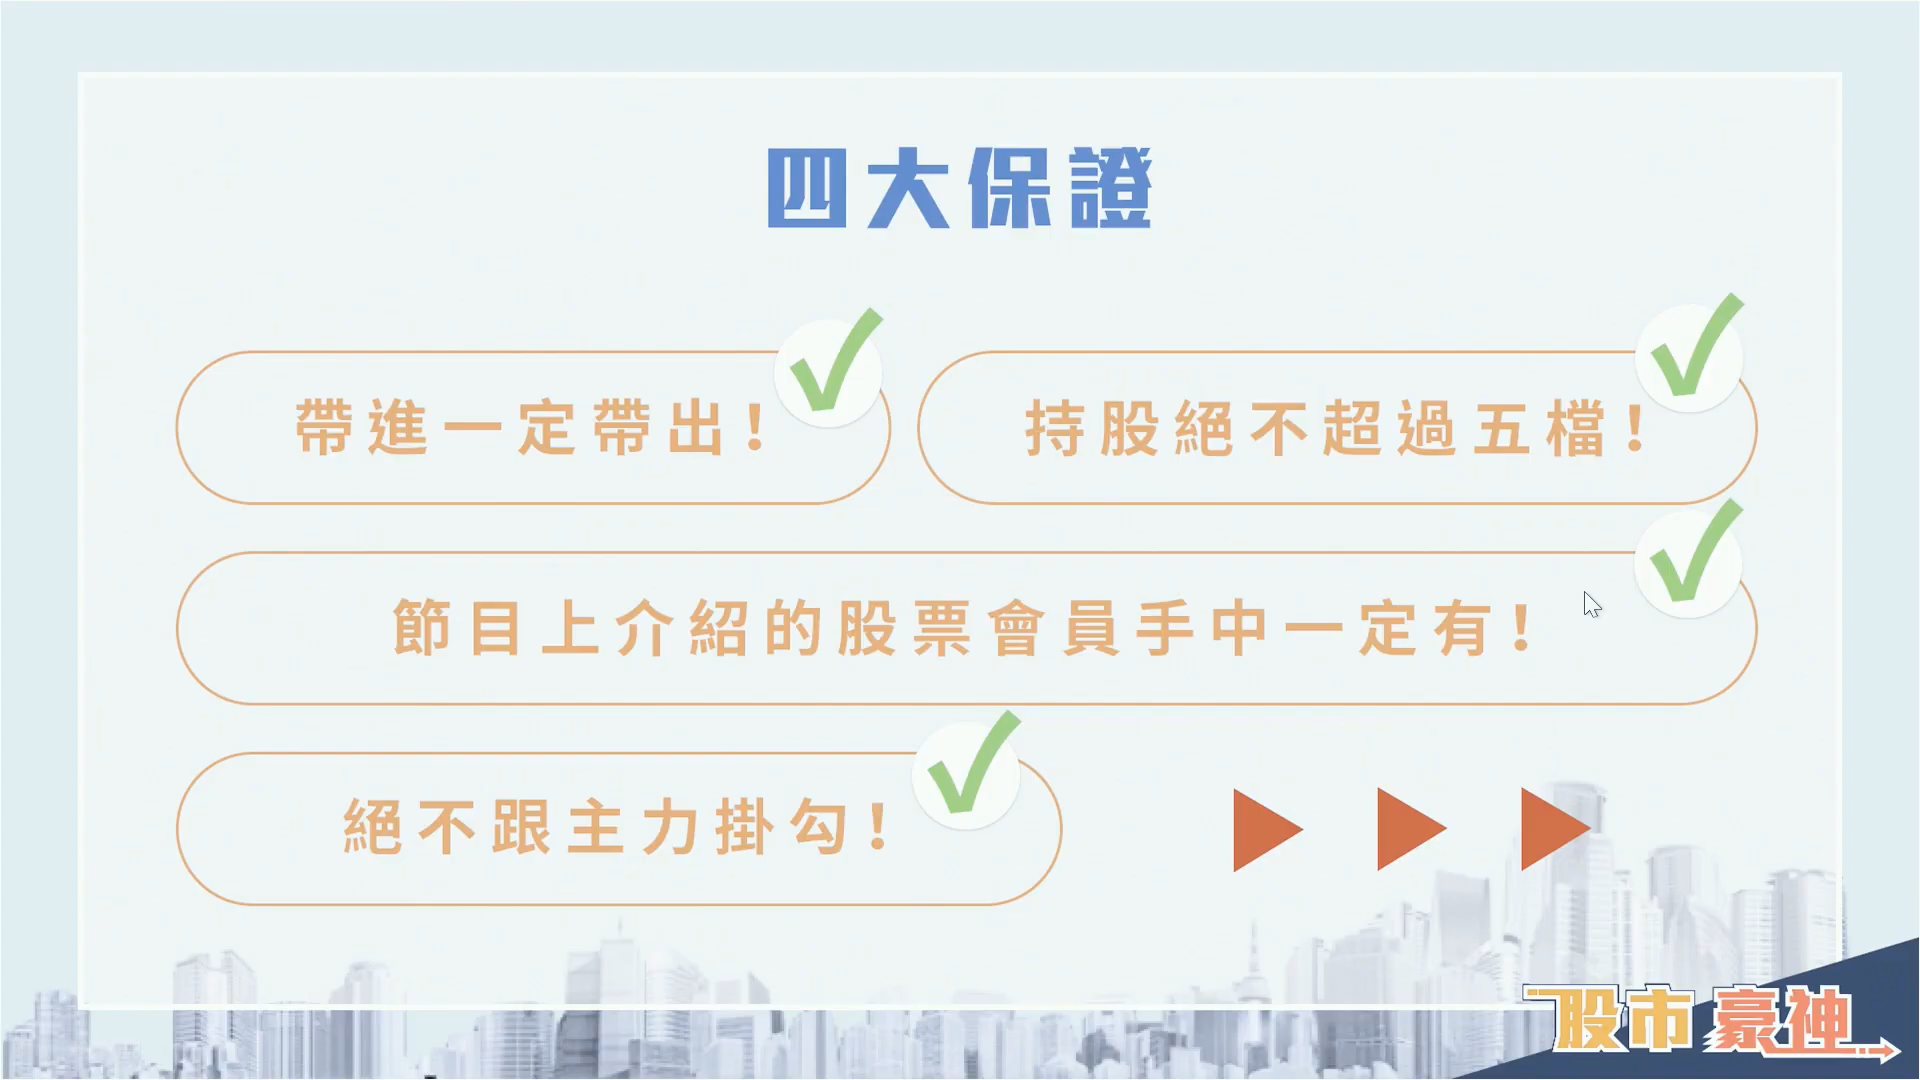 四大保證
帶進一定帶出！
持股絕不超過五檔！
節目上介紹的股票會員手中一定有！
絕不跟主力掛勾！
股市豪神